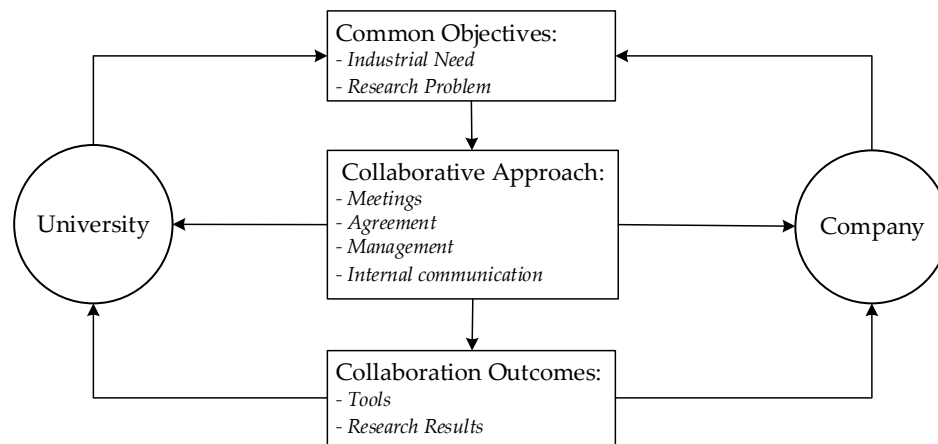 Common Objectives:
- Industrial Need
- Research Problem
University
Collaborative Approach:
- Meetings
- Agreement
- Management
- Internal communication
Company
Collaboration Outcomes:
- Tools
- Research Results